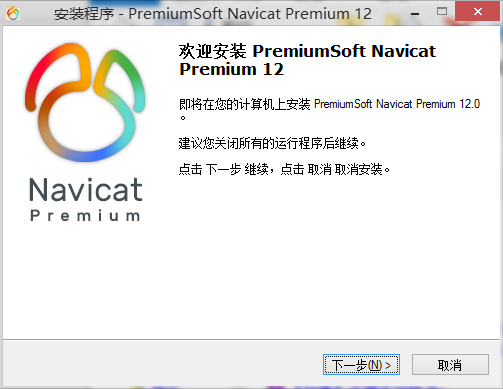 安装程序 - PremiumSoft Navicat Premium 12
欢迎安装 PremiumSoft Navicat
Premium 12
即将在您的计算机上安装 PremiumSoft Navicat Premium 12.0
。
建议您关闭所有的运行程序后继续。
点击 下一步 继续，点击 取消 取消安装。
Navicat
Premium
下一步(N) >
取消